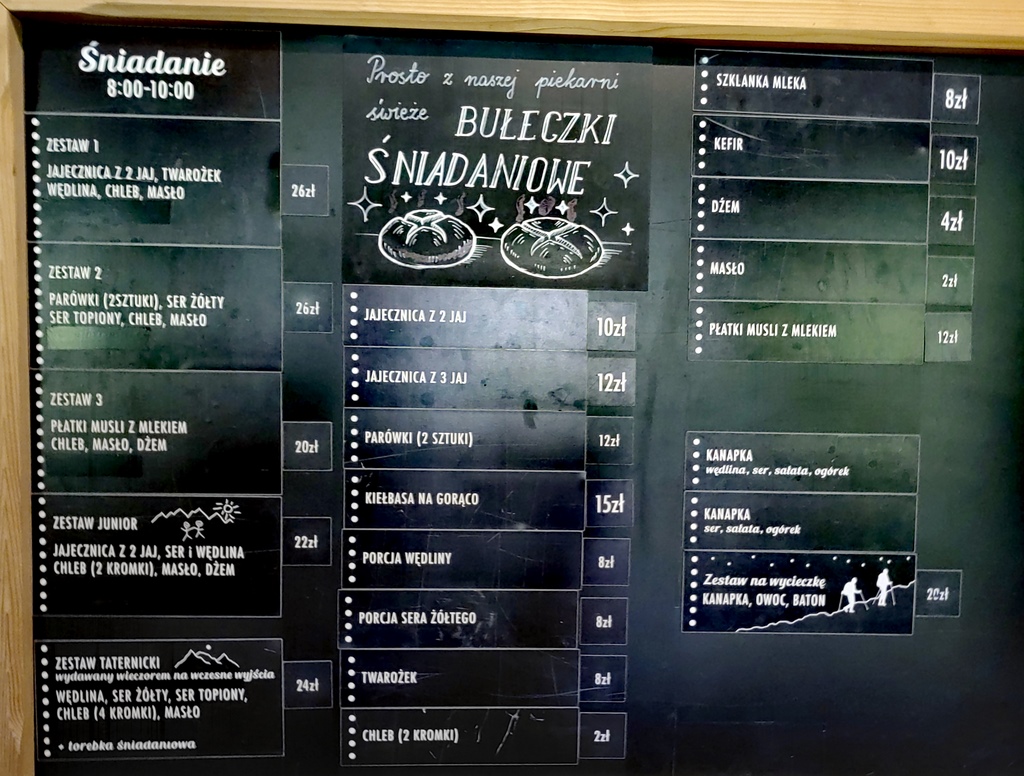 Śniadanie
8:00-10:00
ZESTAW 1
JAJECZNICA Z 2 JAJ, TWAROŻEK
WĘDLINA, CHLEB, MASŁO
26zł
ZESTAW 2
PARÓWKI (2SZTUKI), SER ŻÓŁTY
SER TOPIONY, CHLEB, MASŁO
26zł
ZESTAW 3
PŁATKI MUSLI Z MLEKIEM
CHLEB, MASŁO, DŻEM
20zł
ZESTAW JUNIOR
JAJECZNICA Z 2 JAJ, SER i WĘDLINA
CHLEB (2 KROMKI), MASŁO, DŻEM
22zł
ZESTAW TATERNICKI
wydawany wieczorem na wczesne wyjścia
WĘDLINA, SER ŻÓŁTY, SER TOPIONY,
CHLEB (4 KROMKI), MASŁO
+ torebka śniadaniowa
24zł
Prosto z naszej piekarni
świeże BUŁECZKI
ŚNIADANIOWE
JAJECZNICA Z 2 JAJ 10zł
JAJECZNICA Z 3 JAJ 12zł
PARÓWKI (2 SZTUKI) 12zł
KIEŁBASA NA GORĄCO 15zł
PORCJA WĘDLINY 8zł
PORCJA SERA ŻÓŁTEGO 8zł
TWAROŻEK 8zł
CHLEB (2 KROMKI) 2zł
SZKLANKA MLEKA 8zł
KEFIR 10zł
DŻEM 4zł
MASŁO 2zł
PŁATKI MUSLI Z MLEKIEM 12zł
KANAPKA
wędlina, ser, sałata, ogórek
KANAPKA
ser, sałata, ogórek
Zestaw na wycieczkę
KANAPKA, OWOC, BATON
20zł